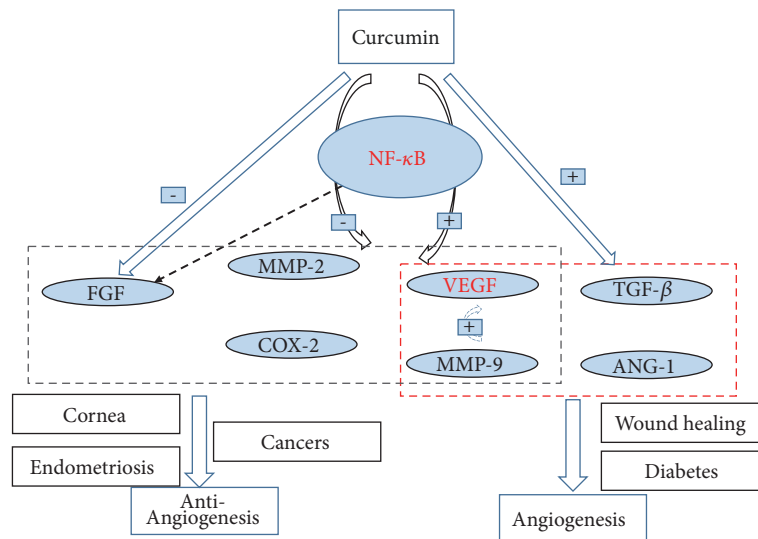 Curcumin
NF-κB
-
-
+
+
FGF
MMP-2
VEGF
TGF-β
COX-2
+
MMP-9
ANG-1
Cornea
Cancers
Wound healing
Endometriosis
Diabetes
Anti-
Angiogenesis
Angiogenesis